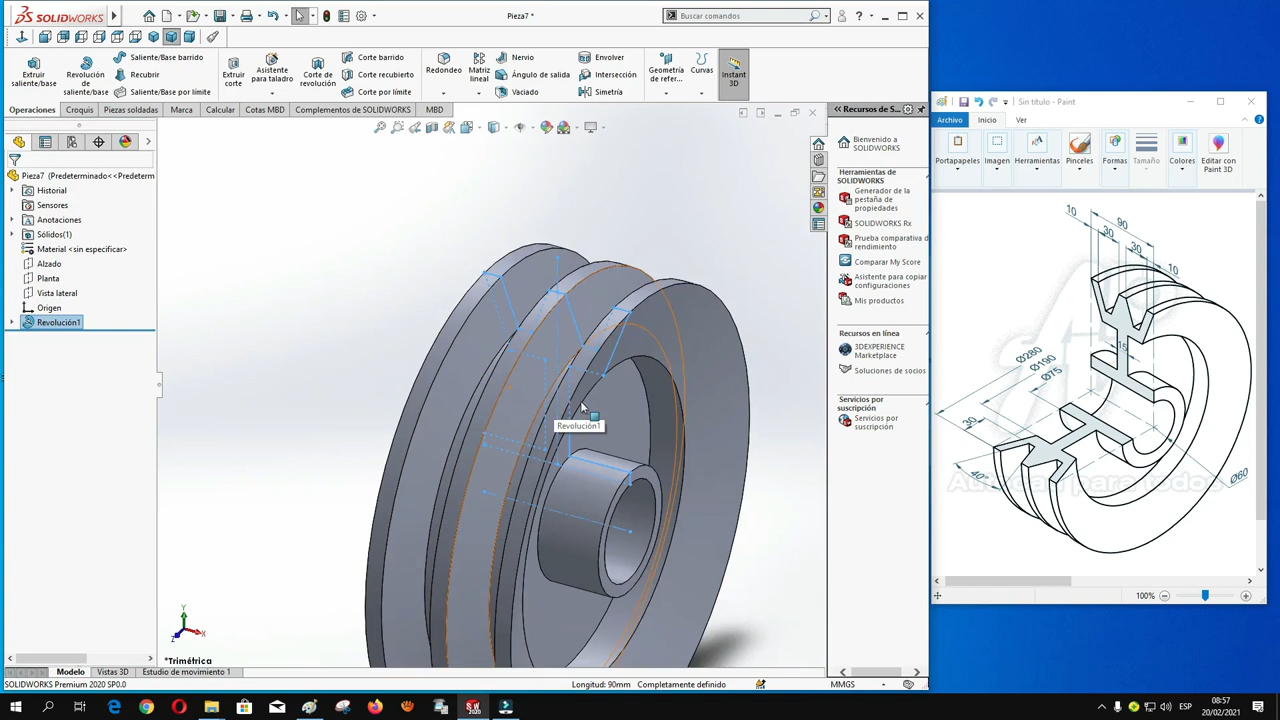 SOLIDWORKS
Pieza7 *
Buscar comandos
Extruir saliente/base
Revolución de saliente/base
Saliente/Base barrido
Recubrir
Saliente/Base por límite
Extruir corte
Asistente para taladro
Corte de revolución
Corte barrido
Corte recubierto
Corte por límite
Redondeo
Matriz lineal
Nervio
Ángulo de salida
Vaciado
Envolver
Intersección
Simetría
Geometría de refer...
Curvas
Instant 3D
Operaciones
Croquis
Piezas soldadas
Marca
Calcular
Cotas MBD
Complementos de SOLIDWORKS
MBD
Pieza7 (Predeterminado<<Predeterm
Historial
Sensores
Anotaciones
Sólidos(1)
Material <sin especificar>
Alzado
Planta
Vista lateral
Origen
Revolución1
Revolución1
Y
X
Z
*Trimétrica
Modelo
Vistas 3D
Estudio de movimiento 1
SOLIDWORKS Premium 2020 SP0.0
Longitud: 90mm
Completamente definido
MMGS
Recursos de S...
Bienvenido a SOLIDWORKS
Herramientas de SOLIDWORKS
Generador de la pestaña de propiedades
SOLIDWORKS Rx
Prueba comparativa de rendimiento
Comparar My Score
Asistente para copiar configuraciones
Mis productos
Recursos en línea
3DEXPERIENCE Marketplace
Soluciones de socios
Servicios por suscripción
Servicios por suscripción
Sin título - Paint
Archivo
Inicio
Ver
Portapapeles
Imagen
Herramientas
Pinceles
Formas
Tamaño
Colores
Editar con Paint 3D
10
90
30
30
10
15
Ø280
Ø190
Ø75
30
40°
Ø60
100%
ESP
08:57
20/02/2021